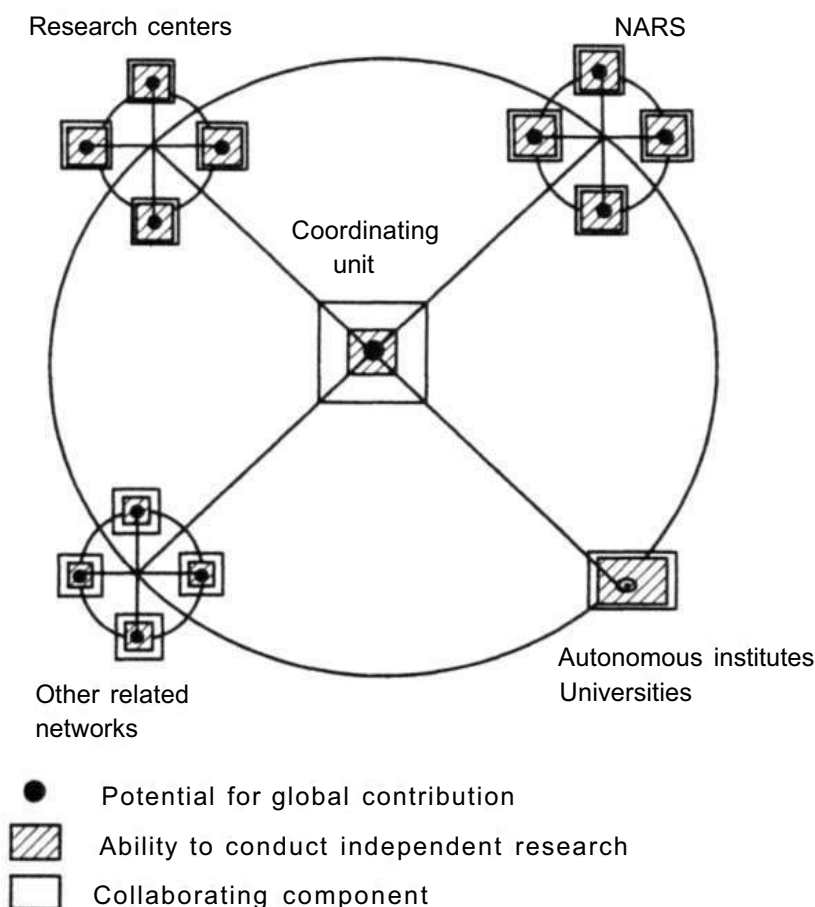 Research centers
NARS
Coordinating
unit
Autonomous institutes
Universities
Other related
networks
Potential for global contribution
Ability to conduct independent research
Collaborating component